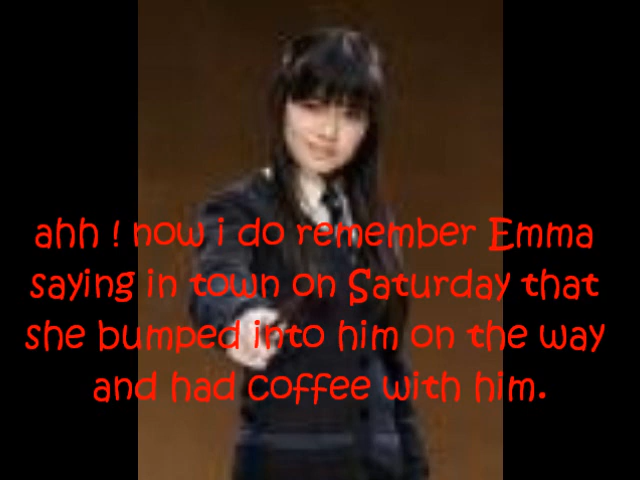 ahh ! now i do remember Emma
saying in town on Saturday that
she bumped into him on the way
and had coffee with him.